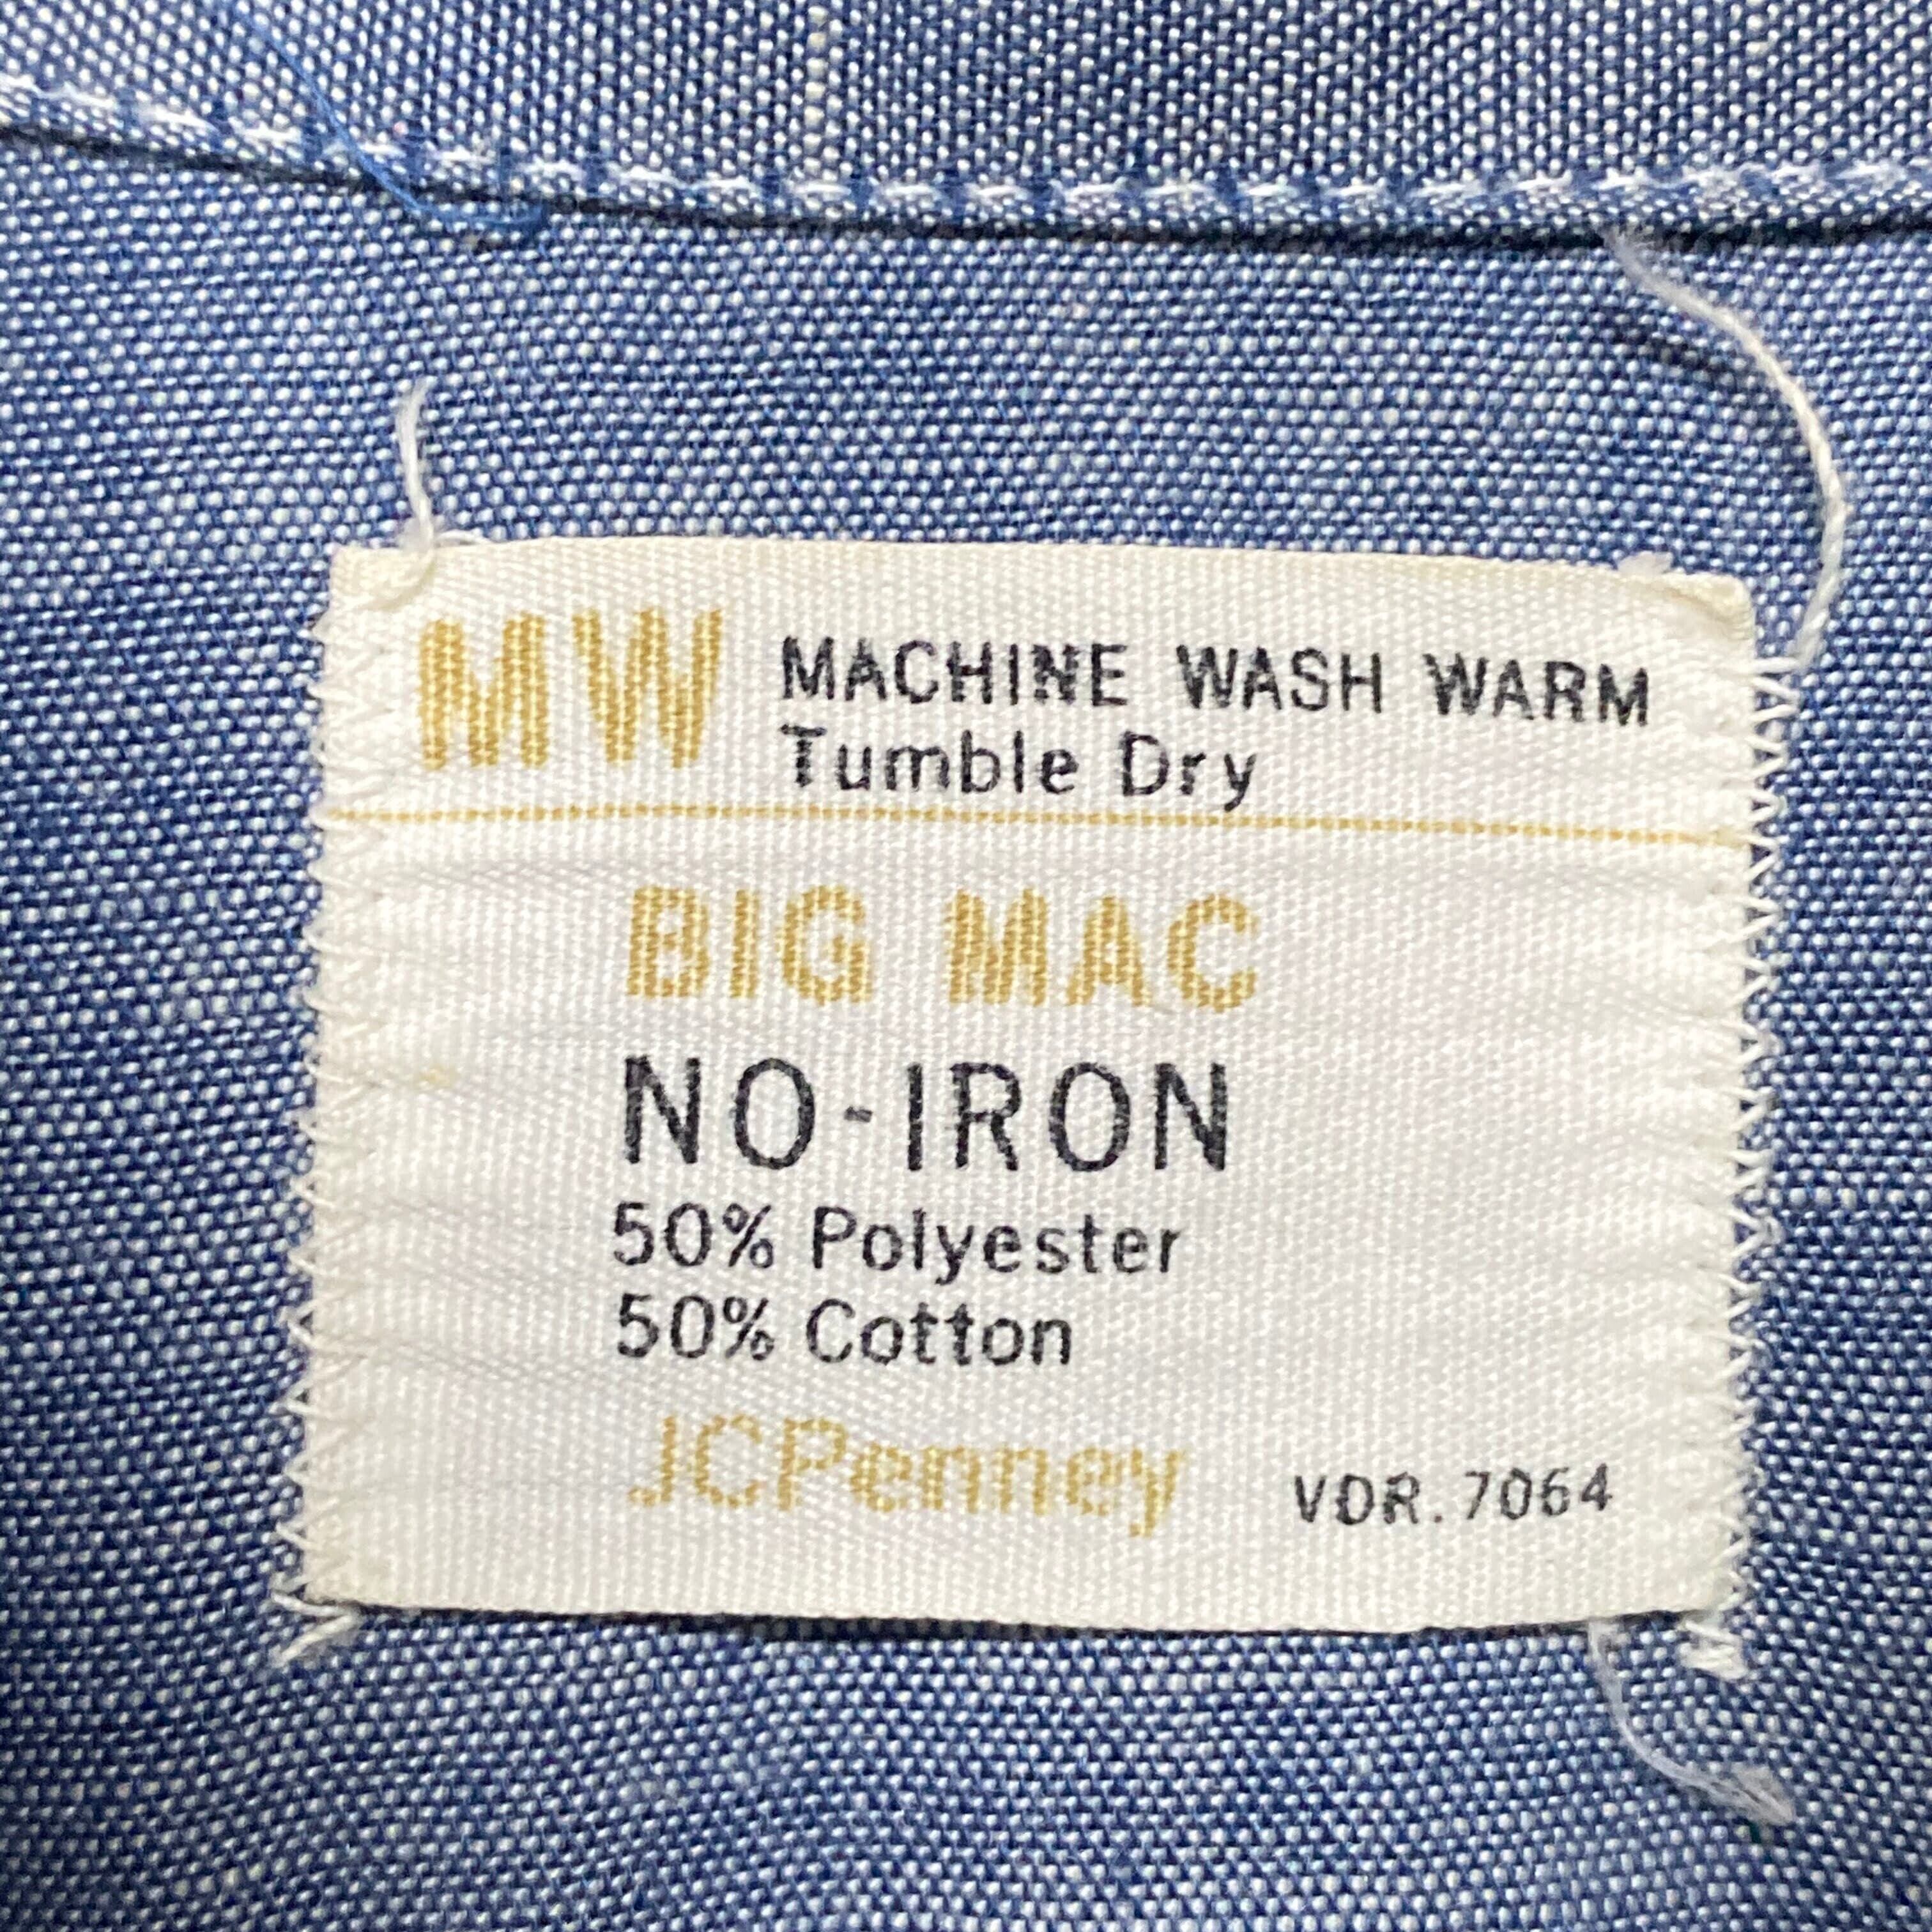 MW MACHINE WASH WARM
Tumble Dry
BIG MAC
NO-IRON
50% Polyester
50% Cotton
JCPenney VDR. 7064